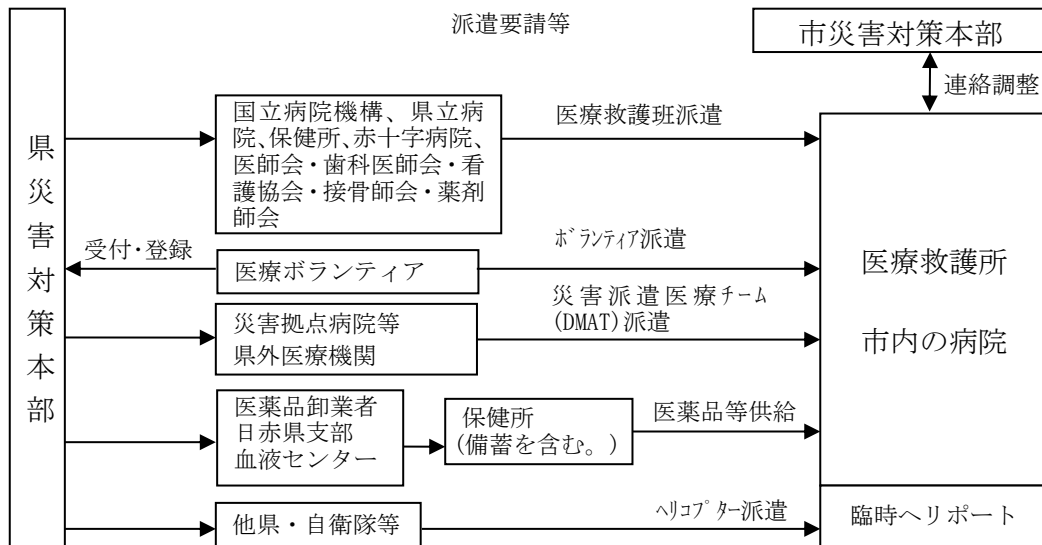 派遣要請等
市災害対策本部
連絡調整
県災害対策本部
国立病院機構、県立病
院、保健所、赤十字病院、
医師会・歯科医師会・看
護協会・接骨師会・薬剤
師会
医療救護班派遣
受付・登録
医療ボランティア
ﾎﾞﾗﾝﾃｨｱ派遣
災害拠点病院等
県外医療機関
災害派遣医療ﾁｰﾑ
(DMAT)派遣
医療救護所
市内の病院
医薬品卸業者
日赤県支部
血液センター
保健所
(備蓄を含む。)
医薬品等供給
他県・自衛隊等
ﾍﾘｺﾌﾟﾀｰ派遣
臨時ヘリポート